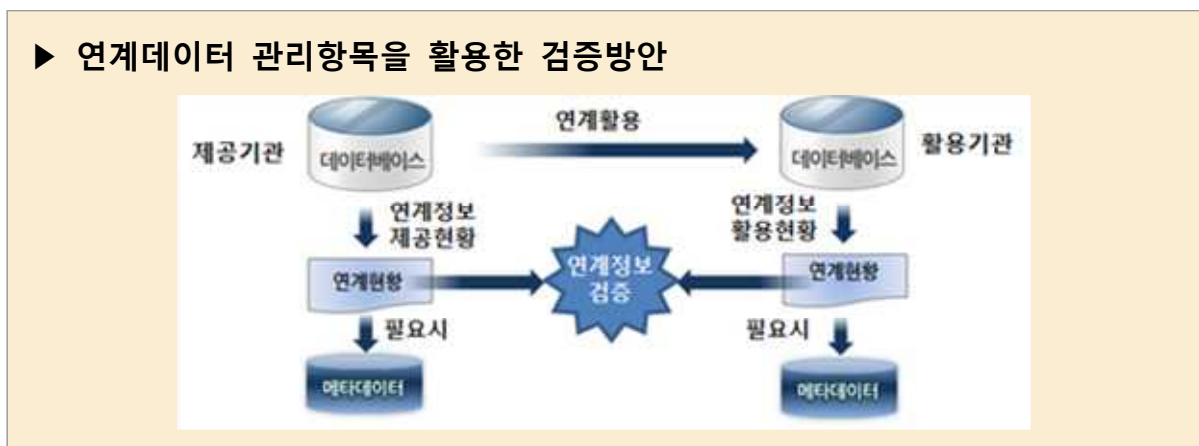 ▶ 연계데이터 관리항목을 활용한 검증방안
연계활용
제공기관
데이터베이스
데이터베이스
활용기관
연계정보
제공현황
연계정보
활용현황
연계현황
연계정보
검증
연계현황
필요시
필요시
메타데이터
메타데이터